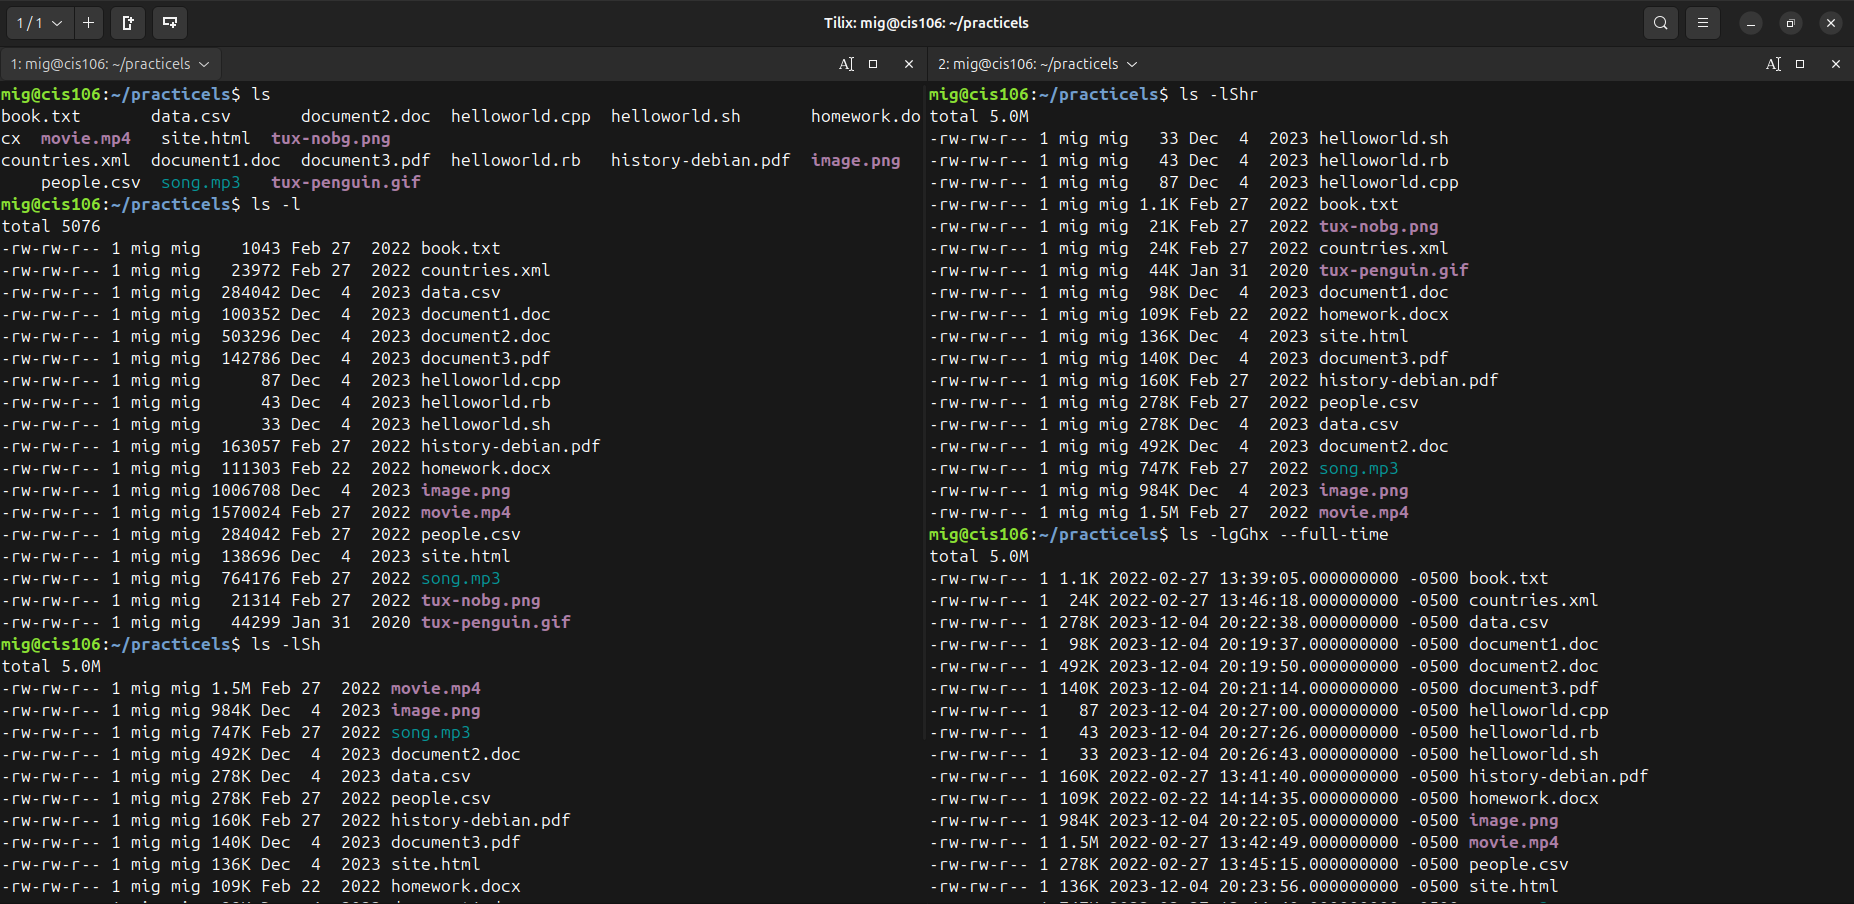 1 / 1
Tilix: mig@cis106: ~/practicels
1: mig@cis106: ~/practicels
mig@cis106:~/practicels$ ls
book.txt       data.csv       document2.doc  helloworld.cpp  helloworld.sh       homework.do
cx  movie.mp4   site.html  tux-nobg.png
countries.xml  document1.doc  document3.pdf  helloworld.rb   history-debian.pdf  image.png
    people.csv  song.mp3   tux-penguin.gif
mig@cis106:~/practicels$ ls -l
total 5076
-rw-rw-r-- 1 mig mig    1043 Feb 27  2022 book.txt
-rw-rw-r-- 1 mig mig   23972 Feb 27  2022 countries.xml
-rw-rw-r-- 1 mig mig  284042 Dec  4  2023 data.csv
-rw-rw-r-- 1 mig mig  100352 Dec  4  2023 document1.doc
-rw-rw-r-- 1 mig mig  503296 Dec  4  2023 document2.doc
-rw-rw-r-- 1 mig mig  142786 Dec  4  2023 document3.pdf
-rw-rw-r-- 1 mig mig      87 Dec  4  2023 helloworld.cpp
-rw-rw-r-- 1 mig mig      43 Dec  4  2023 helloworld.rb
-rw-rw-r-- 1 mig mig      33 Dec  4  2023 helloworld.sh
-rw-rw-r-- 1 mig mig  163057 Feb 27  2022 history-debian.pdf
-rw-rw-r-- 1 mig mig  111303 Feb 22  2022 homework.docx
-rw-rw-r-- 1 mig mig 1006708 Dec  4  2023 image.png
-rw-rw-r-- 1 mig mig 1570024 Feb 27  2022 movie.mp4
-rw-rw-r-- 1 mig mig  284042 Feb 27  2022 people.csv
-rw-rw-r-- 1 mig mig  138696 Dec  4  2023 site.html
-rw-rw-r-- 1 mig mig  764176 Feb 27  2022 song.mp3
-rw-rw-r-- 1 mig mig   21314 Feb 27  2022 tux-nobg.png
-rw-rw-r-- 1 mig mig   44299 Jan 31  2020 tux-penguin.gif
mig@cis106:~/practicels$ ls -lSh
total 5.0M
-rw-rw-r-- 1 mig mig 1.5M Feb 27  2022 movie.mp4
-rw-rw-r-- 1 mig mig 984K Dec  4  2023 image.png
-rw-rw-r-- 1 mig mig 747K Feb 27  2022 song.mp3
-rw-rw-r-- 1 mig mig 492K Dec  4  2023 document2.doc
-rw-rw-r-- 1 mig mig 278K Dec  4  2023 data.csv
-rw-rw-r-- 1 mig mig 278K Feb 27  2022 people.csv
-rw-rw-r-- 1 mig mig 160K Feb 27  2022 history-debian.pdf
-rw-rw-r-- 1 mig mig 140K Dec  4  2023 document3.pdf
-rw-rw-r-- 1 mig mig 136K Dec  4  2023 site.html
-rw-rw-r-- 1 mig mig 109K Feb 22  2022 homework.docx
2: mig@cis106: ~/practicels
mig@cis106:~/practicels$ ls -lShr
total 5.0M
-rw-rw-r-- 1 mig mig   33 Dec  4  2023 helloworld.sh
-rw-rw-r-- 1 mig mig   43 Dec  4  2023 helloworld.rb
-rw-rw-r-- 1 mig mig   87 Dec  4  2023 helloworld.cpp
-rw-rw-r-- 1 mig mig 1.1K Feb 27  2022 book.txt
-rw-rw-r-- 1 mig mig  21K Feb 27  2022 tux-nobg.png
-rw-rw-r-- 1 mig mig  24K Feb 27  2022 countries.xml
-rw-rw-r-- 1 mig mig  44K Jan 31  2020 tux-penguin.gif
-rw-rw-r-- 1 mig mig  98K Dec  4  2023 document1.doc
-rw-rw-r-- 1 mig mig 109K Feb 22  2022 homework.docx
-rw-rw-r-- 1 mig mig 136K Dec  4  2023 site.html
-rw-rw-r-- 1 mig mig 140K Dec  4  2023 document3.pdf
-rw-rw-r-- 1 mig mig 160K Feb 27  2022 history-debian.pdf
-rw-rw-r-- 1 mig mig 278K Feb 27  2022 people.csv
-rw-rw-r-- 1 mig mig 278K Dec  4  2023 data.csv
-rw-rw-r-- 1 mig mig 492K Dec  4  2023 document2.doc
-rw-rw-r-- 1 mig mig 747K Feb 27  2022 song.mp3
-rw-rw-r-- 1 mig mig 984K Dec  4  2023 image.png
-rw-rw-r-- 1 mig mig 1.5M Feb 27  2022 movie.mp4
mig@cis106:~/practicels$ ls -lgGhx --full-time
total 5.0M
-rw-rw-r-- 1 1.1K 2022-02-27 13:39:05.000000000 -0500 book.txt
-rw-rw-r-- 1  24K 2022-02-27 13:46:18.000000000 -0500 countries.xml
-rw-rw-r-- 1 278K 2023-12-04 20:22:38.000000000 -0500 data.csv
-rw-rw-r-- 1  98K 2023-12-04 20:19:37.000000000 -0500 document1.doc
-rw-rw-r-- 1 492K 2023-12-04 20:19:50.000000000 -0500 document2.doc
-rw-rw-r-- 1 140K 2023-12-04 20:21:14.000000000 -0500 document3.pdf
-rw-rw-r-- 1   87 2023-12-04 20:27:00.000000000 -0500 helloworld.cpp
-rw-rw-r-- 1   43 2023-12-04 20:27:26.000000000 -0500 helloworld.rb
-rw-rw-r-- 1   33 2023-12-04 20:26:43.000000000 -0500 helloworld.sh
-rw-rw-r-- 1 160K 2022-02-27 13:41:40.000000000 -0500 history-debian.pdf
-rw-rw-r-- 1 109K 2022-02-22 14:14:35.000000000 -0500 homework.docx
-rw-rw-r-- 1 984K 2023-12-04 20:22:05.000000000 -0500 image.png
-rw-rw-r-- 1 1.5M 2022-02-27 13:42:49.000000000 -0500 movie.mp4
-rw-rw-r-- 1 278K 2022-02-27 13:45:15.000000000 -0500 people.csv
-rw-rw-r-- 1 136K 2023-12-04 20:23:56.000000000 -0500 site.html